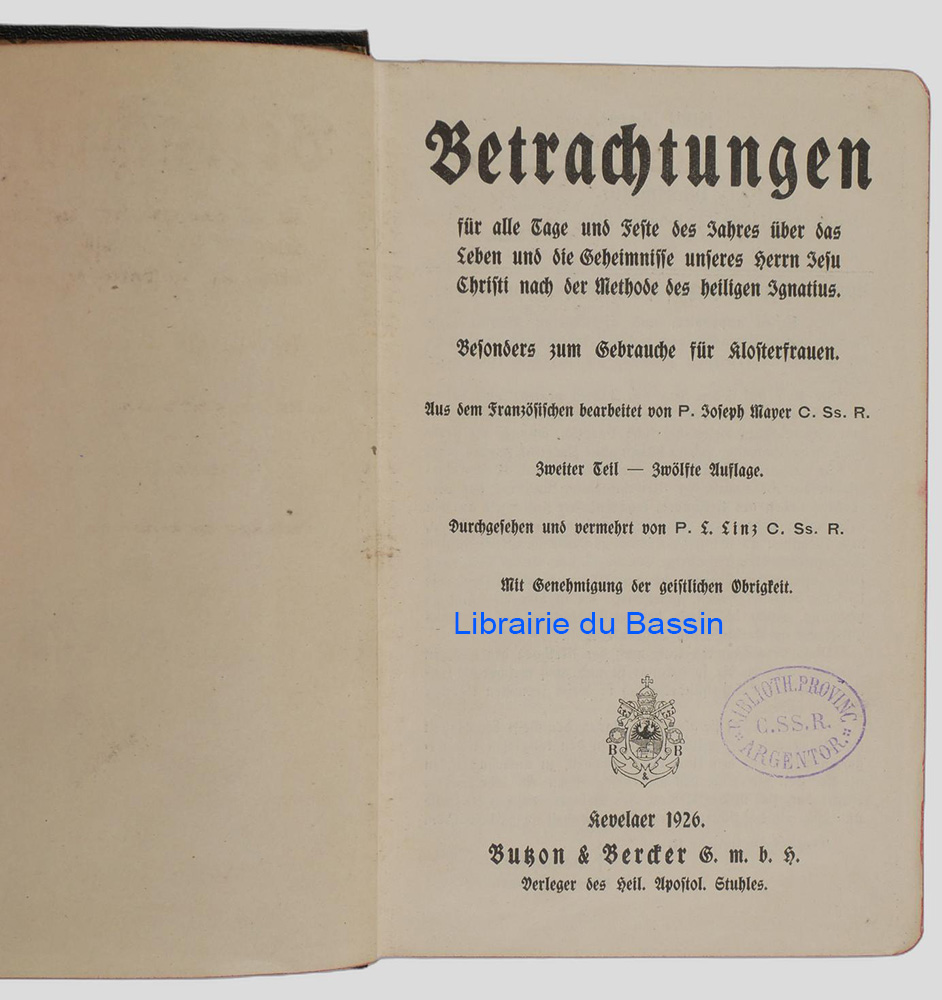 Betrachtungen
für alle Tage und Feste des Jahres über das
Leben und die Geheimnisse unseres Herrn Jesu
Christi nach der Methode des heiligen Ignatius.
Besonders zum Gebrauche für Klosterfrauen.
Aus dem Französischen bearbeitet von P. Joseph Mayer C. Ss. R.
Zweiter Teil — Zwölfte Auflage.
Durchgesehen und vermehrt von P. L. Linz C. Ss. R.
Mit Genehmigung der geistlichen Obrigkeit.
Librairie du Bassin
B B
&
BIBLIOTH. PROVINC
C.SS.R.
ARGENTOR.
Kevelaer 1926.
Butzon & Bercker G. m. b. H.
Verleger des Heil. Apostol. Stuhles.